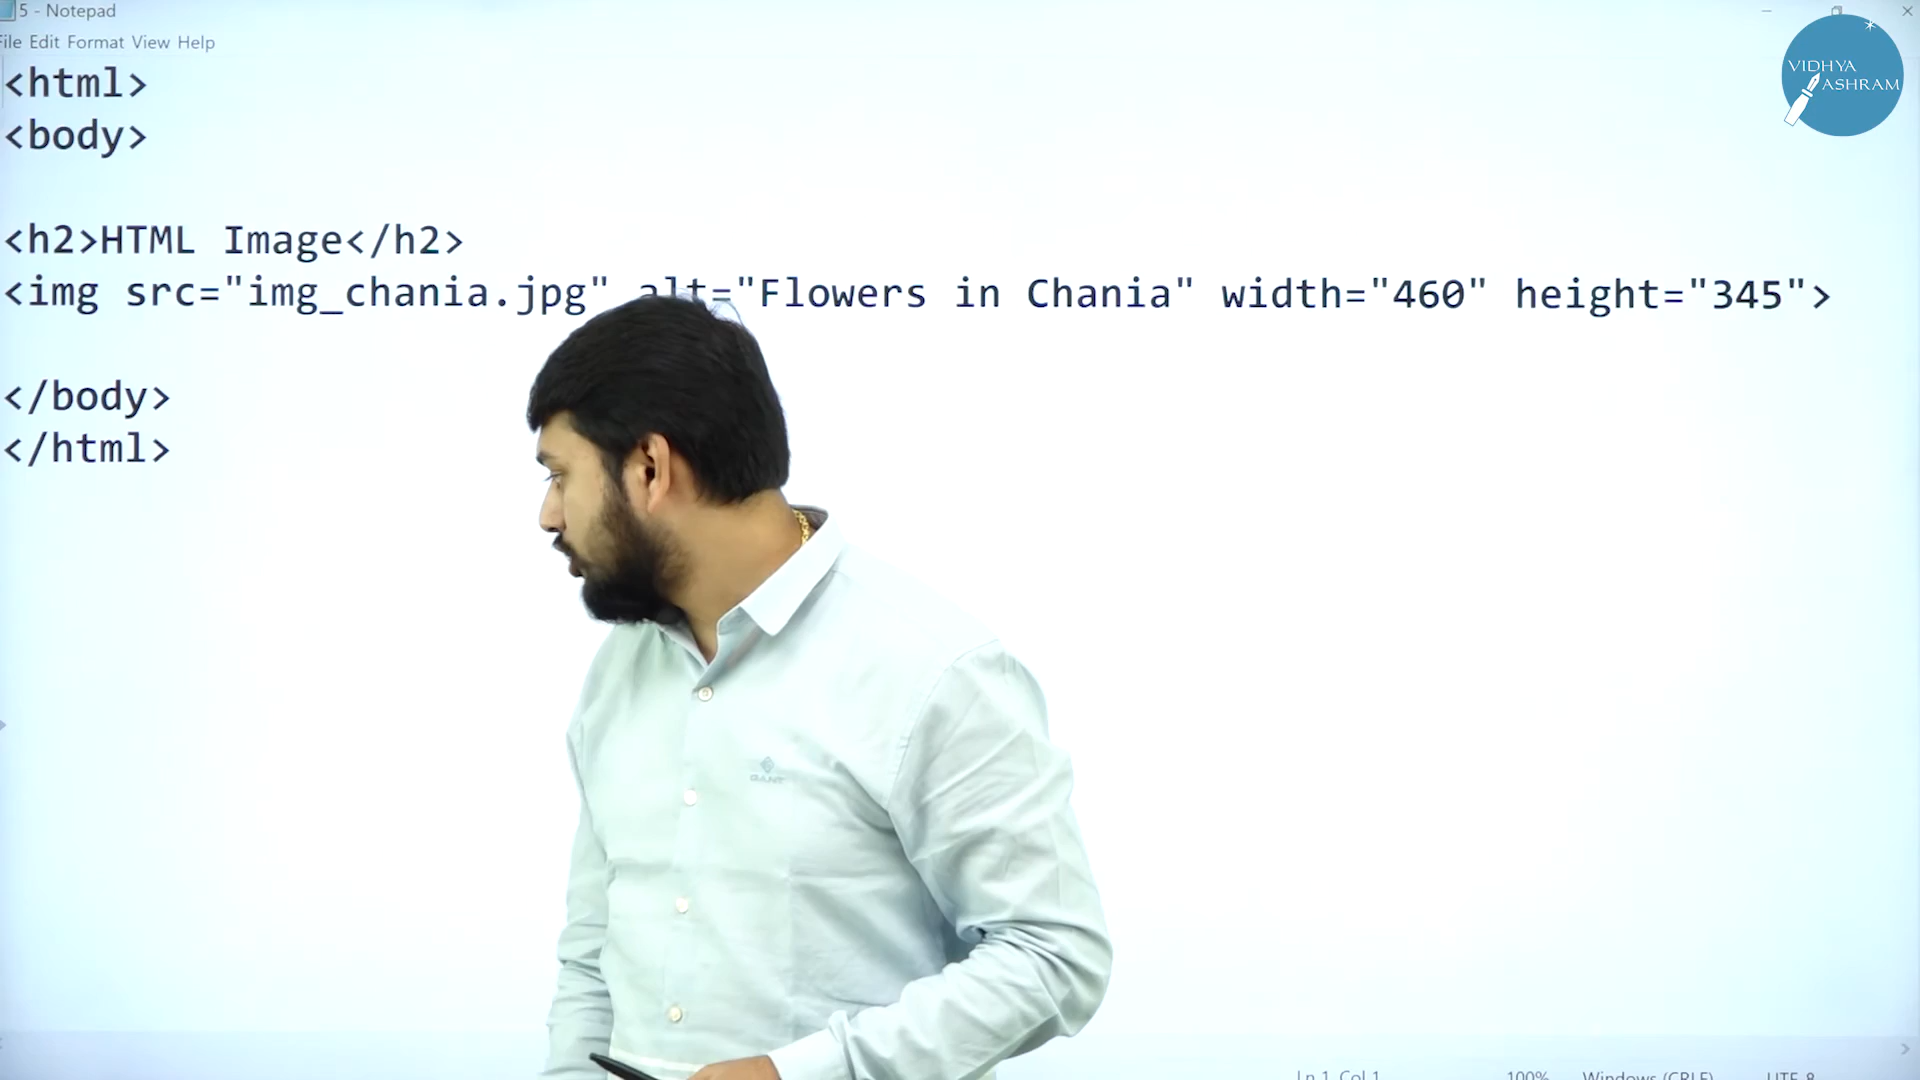 5 - Notepad
File Edit Format View Help
<html>
<body>
<h2>HTML Image</h2>
<img src="img_chania.jpg" alt="Flowers in Chania" width="460" height="345">
</body>
</html>
VIDHYA
ASHRAM
GANT
Ln 1, Col 1
100%
Windows (CRLF)
UTF-8